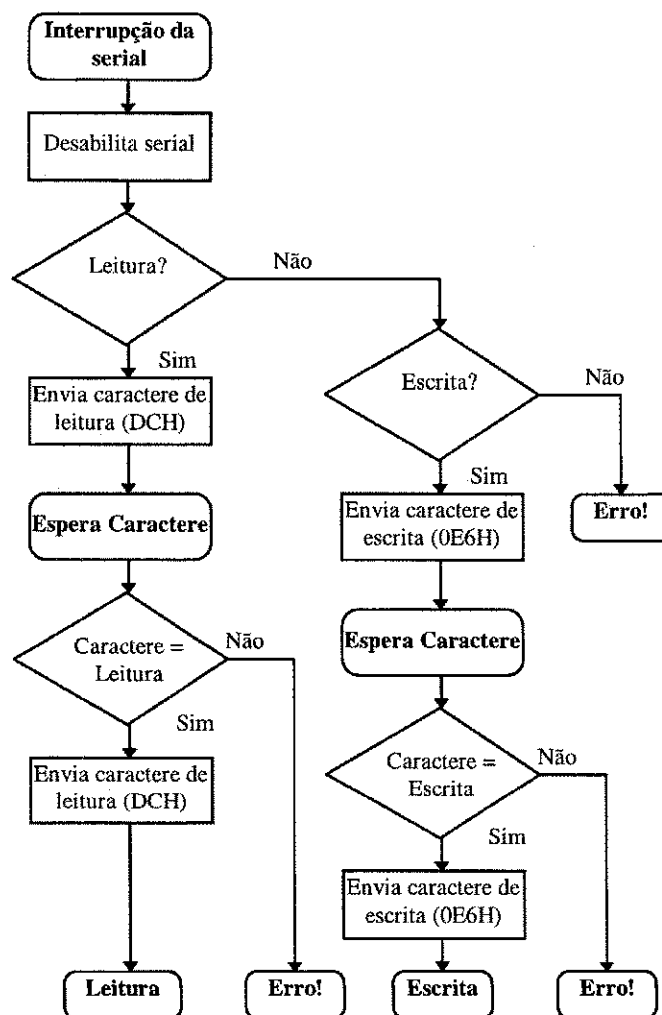 Interrupção da
serial
Desabilita serial
Leitura?
Não
Sim
Escrita?
Não
Envia caractere de
leitura (DCH)
Sim
Envia caractere de
escrita (0E6H)
Erro!
Espera Caractere
Espera Caractere
Caractere =
Leitura
Não
Sim
Caractere =
Escrita
Não
Envia caractere de
leitura (DCH)
Sim
Envia caractere de
escrita (0E6H)
Leitura
Erro!
Escrita
Erro!